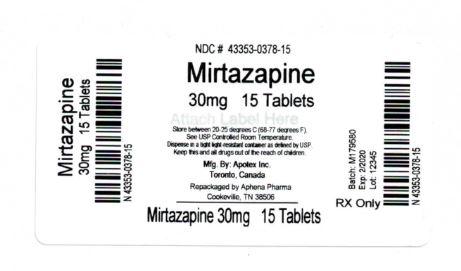 NDC # 43353-0378-15
Mirtazapine
30mg 15 Tablets
Attach Label Here
Store between 20-25 degrees C (68-77 degrees F).
See USP Controlled Room Temperature.
Dispense in a tight light-resistant container as defined by USP.
Keep this and all drugs out of the reach of children.
Mfg. By: Apotex Inc.
Toronto, Canada
Repackaged by Aphena Pharma
Cookeville, TN 38506
Mirtazapine 30mg 15 Tablets
Mirtazapine
30mg 15 Tablets
N 43353-0378-15
Batch: M179580
Exp: 2/2020
Lot: 12345
RX Only
N 43353-0378-15